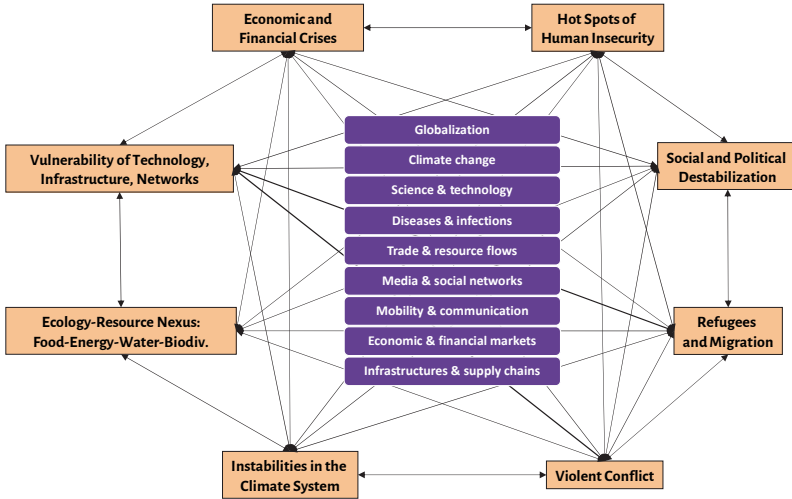 Economic and
Financial Crises
Hot Spots of
Human Insecurity
Globalization
Climate change
Science & technology
Diseases & infections
Trade & resource flows
Media & social networks
Mobility & communication
Economic & financial markets
Infrastructures & supply chains
Vulnerability of Technology,
Infrastructure, Networks
Social and Political
Destabilization
Ecology-Resource Nexus:
Food-Energy-Water-Biodiv.
Refugees
and Migration
Instabilities in the
Climate System
Violent Conflict